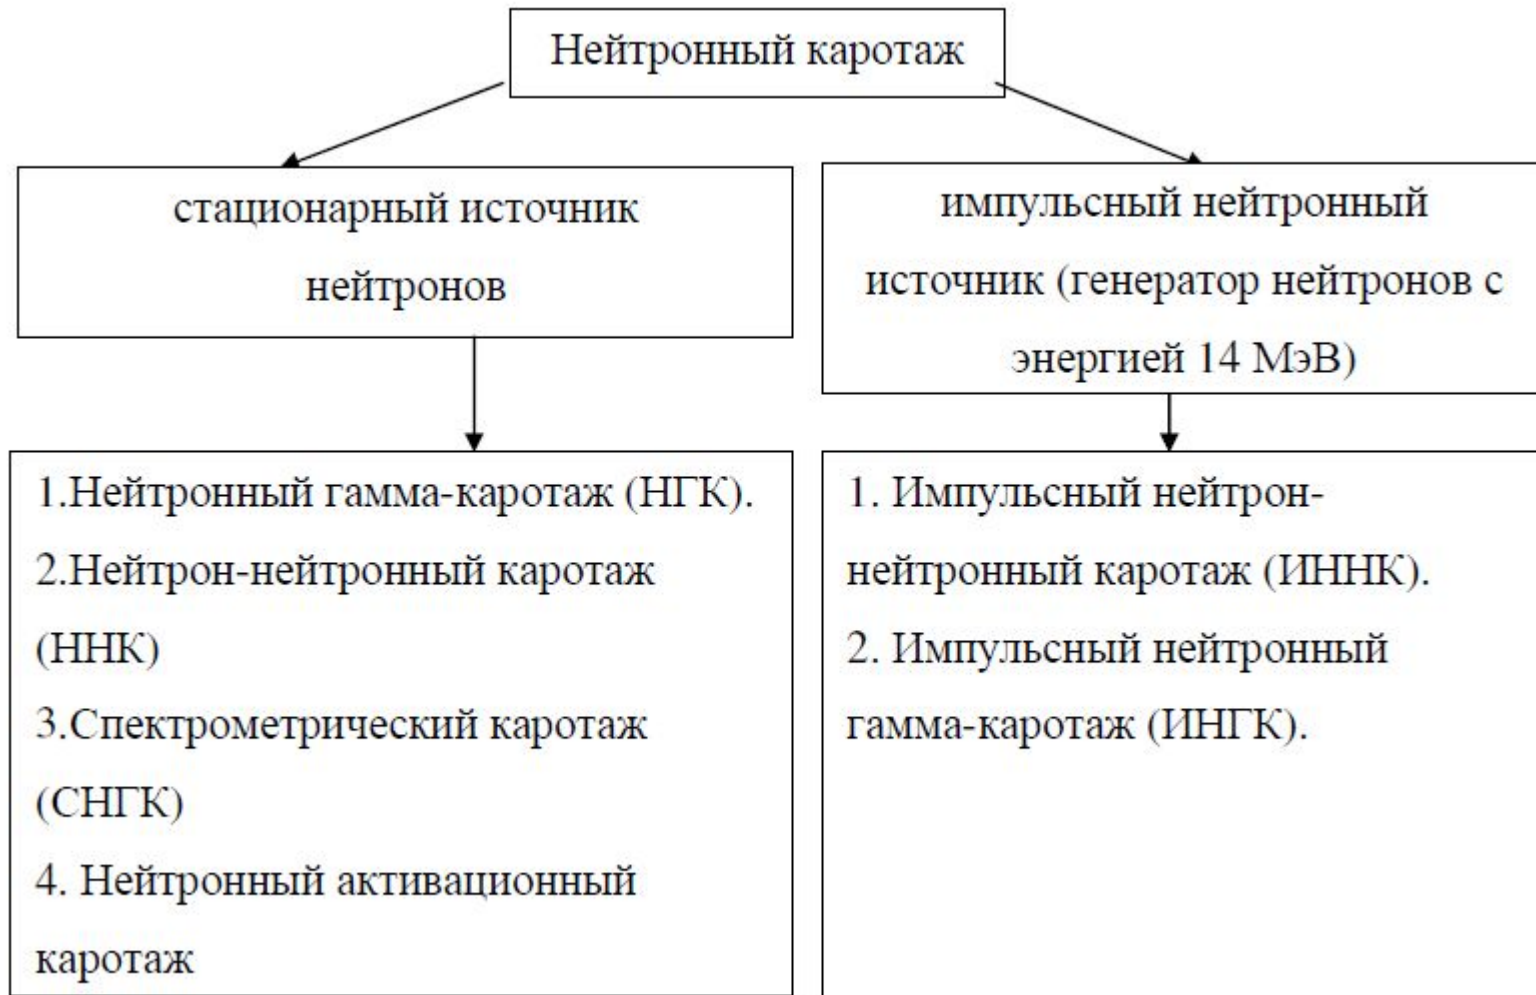 Нейтронный каротаж
стационарный источник
нейтронов
импульсный нейтронный
источник (генератор нейтронов с
энергией 14 МэВ)
1.Нейтронный гамма-каротаж (НГК).
2.Нейтрон-нейтронный каротаж
(ННК)
3.Спектрометрический каротаж
(СНГК)
4. Нейтронный активационный
каротаж
1. Импульсный нейтрон-
нейтронный каротаж (ИННК).
2. Импульсный нейтронный
гамма-каротаж (ИНГК).